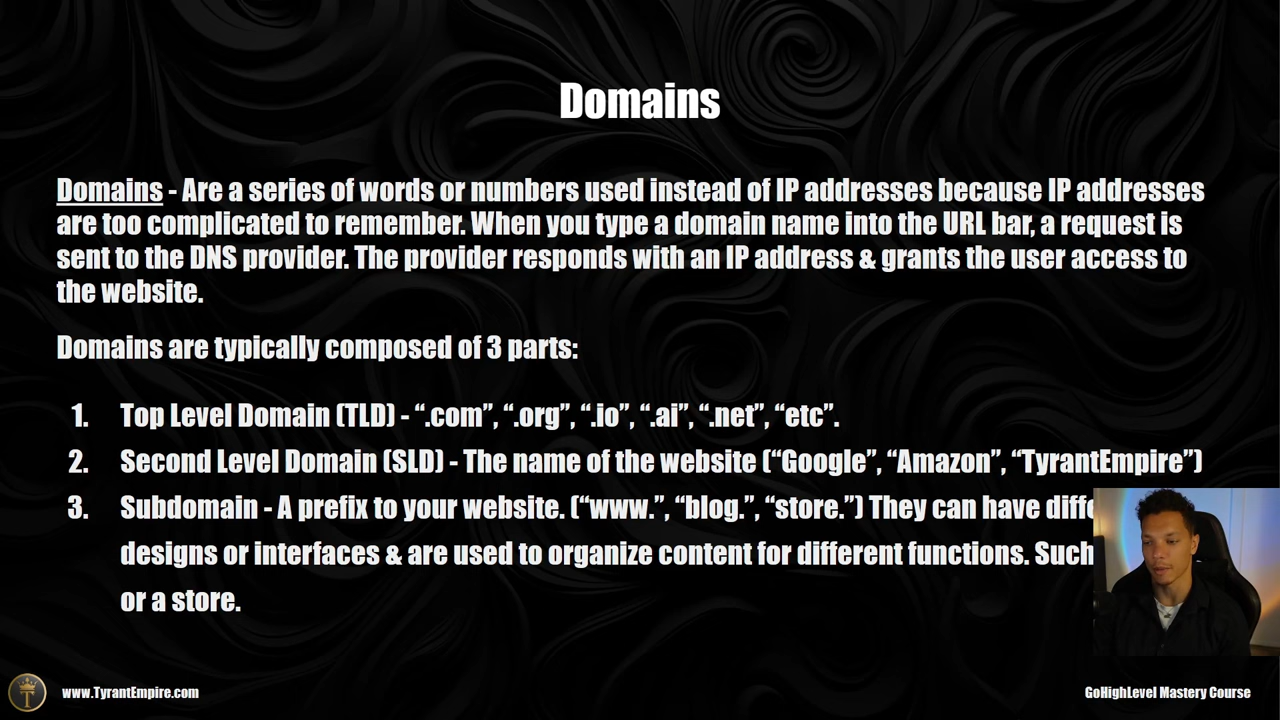 Domains
Domains - Are a series of words or numbers used instead of IP addresses because IP addresses
are too complicated to remember. When you type a domain name into the URL bar, a request is
sent to the DNS provider. The provider responds with an IP address & grants the user access to
the website.
Domains are typically composed of 3 parts:
1. Top Level Domain (TLD) - “.com”, “.org”, “.io”, “.ai”, “.net”, “etc”.
2. Second Level Domain (SLD) - The name of the website (“Google”, “Amazon”, “TyrantEmpire”)
3. Subdomain - A prefix to your website. (“www.”, “blog.”, “store.”) They can have
designs or interfaces & are used to organize content for different functions. Such
or a store.
T
www.TyrantEmpire.com
GoHighLevel Mastery Course